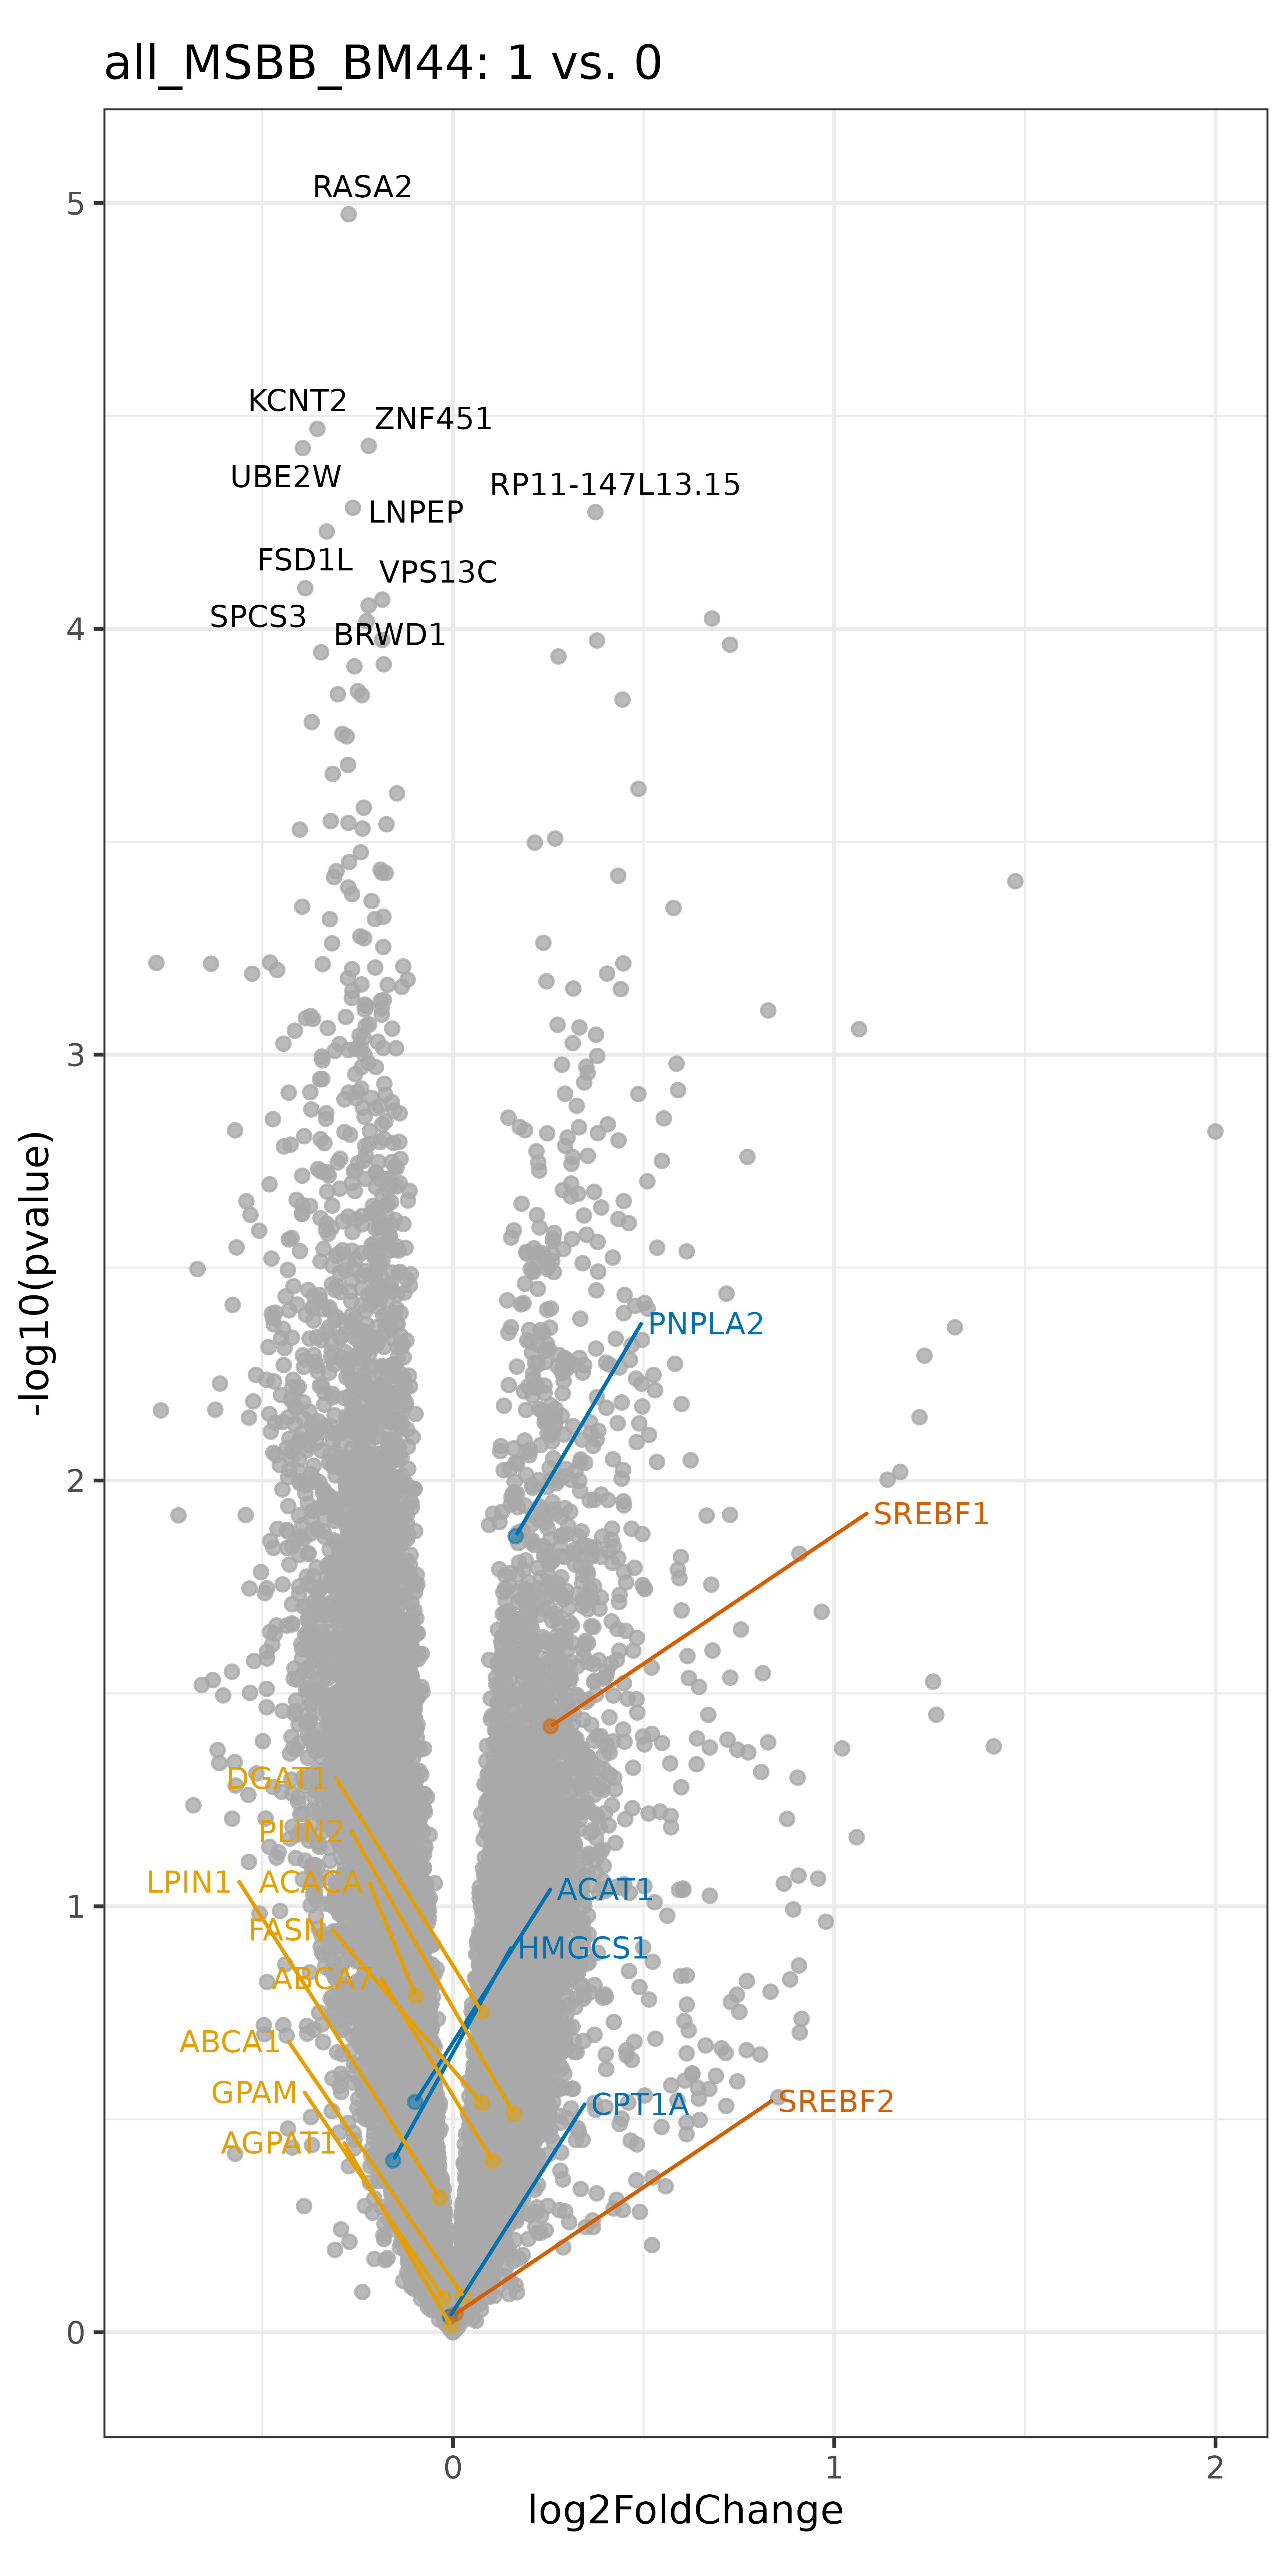 all_MSBB_BM44: 1 vs. 0
5
RASA2
KCNT2
ZNF451
UBE2W
RP11-147L13.15
LNPEP
FSD1L
VPS13C
SPCS3
4
BRWD1
3
PNPLA2
-log10(pvalue)
2
SREBF1
DGAT1
PLIN2
LPIN1
ACACA
ACAT1
1
FASN
HMGCS1
ABCA7
ABCA1
GPAM
CPT1A
SREBF2
AGPAT1
0
0
1
2
log2FoldChange